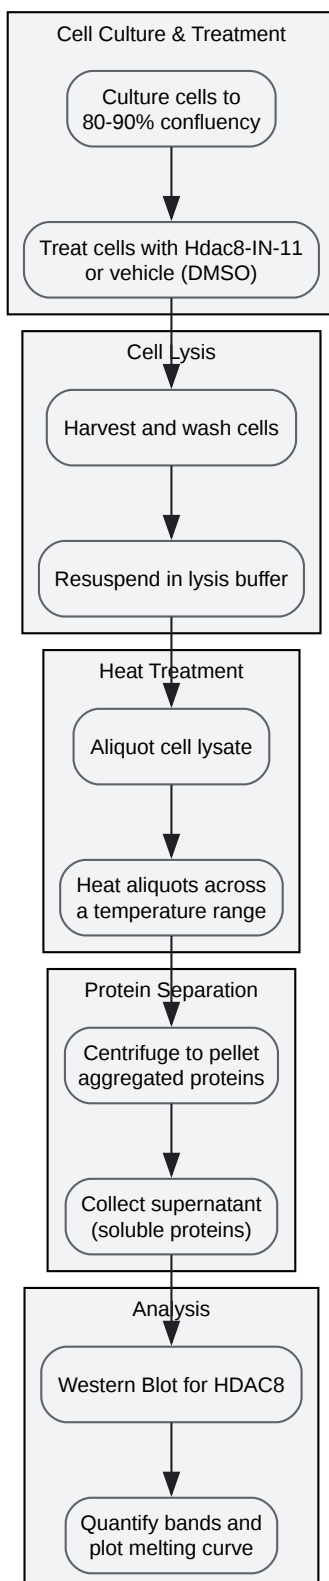 Cell Culture & Treatment
Culture cells to
80-90% confluency
Treat cells with Hdac8-IN-11
or vehicle (DMSO)
Cell Lysis
Harvest and wash cells
Resuspend in lysis buffer
Heat Treatment
Aliquot cell lysate
Heat aliquots across
a temperature range
Protein Separation
Centrifuge to pellet
aggregated proteins
Collect supernatant
(soluble proteins)
Analysis
Western Blot for HDAC8
Quantify bands and
plot melting curve